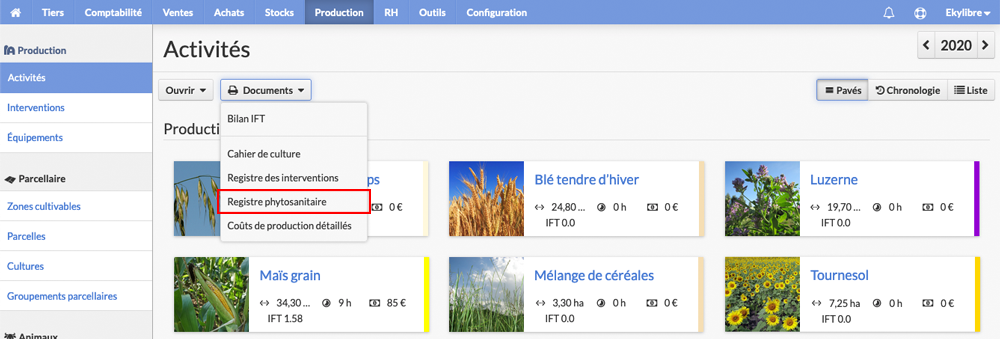 Tiers Comptabilité Ventes Achats Stocks Production RH Outils Configuration Ekylibre
Production
Activités
Interventions
Équipements
Parcellaire
Zones cultivables
Parcelles
Cultures
Groupements parcellaires
Animaux
Activités
2020
Ouvrir Documents
Pavés Chronologie Liste
Bilan IFT
Cahier de culture
Registre des interventions
Registre phytosanitaire
Coûts de production détaillés
Producti
ps
0 €
Blé tendre d'hiver
24,80 ... 0 h 0 €
IFT 0.0
Luzerne
19,70 ... 0 h 0 €
IFT 0.0
Maïs grain
34,30 ... 9 h 85 €
IFT 1.58
Mélange de céréales
3,30 ha 0 h 0 €
IFT 0.0
Tournesol
7,25 ha 0 h 0 €
IFT 0.0